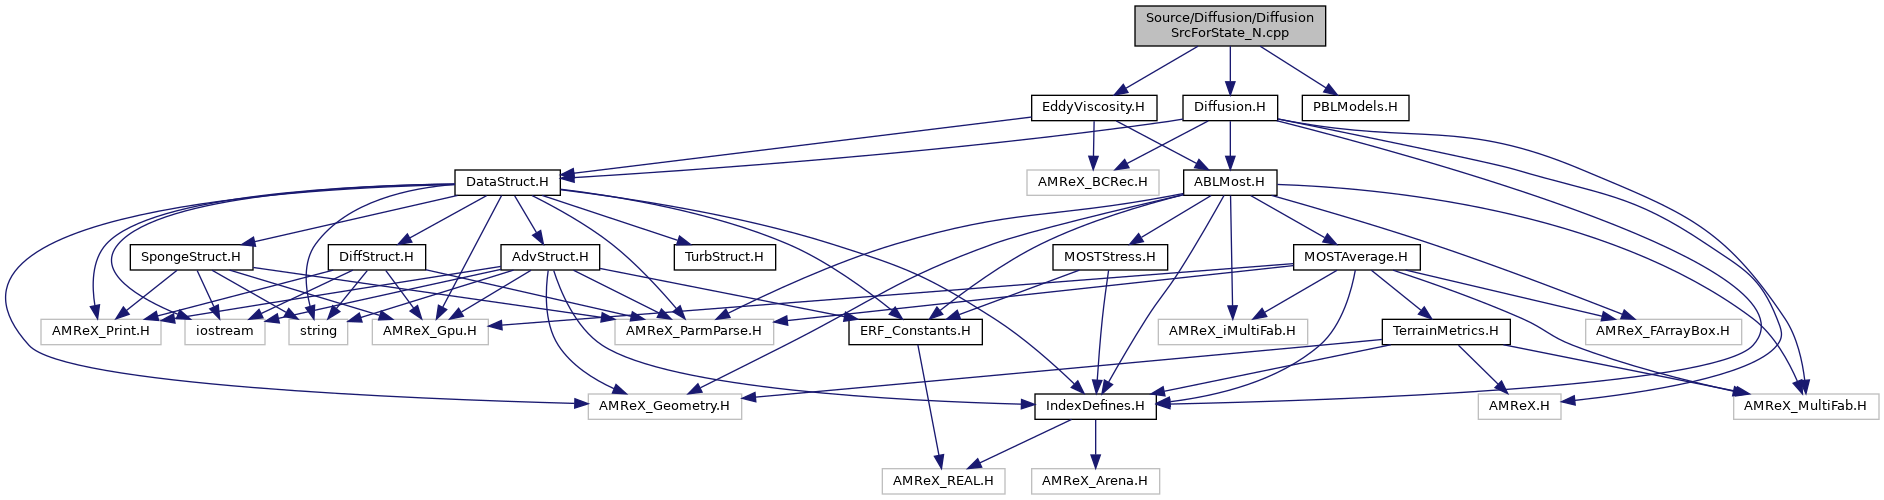 Source/Diffusion/Diffusion
SrcForState_N.cpp
EddyViscosity.H
Diffusion.H
PBLModels.H
DataStruct.H
AMReX_BCRec.H
ABLMost.H
SpongeStruct.H
DiffStruct.H
AdvStruct.H
TurbStruct.H
MOSTStress.H
MOSTAverage.H
AMReX_Print.H
iostream
string
AMReX_Gpu.H
AMReX_ParmParse.H
ERF_Constants.H
AMReX_iMultiFab.H
TerrainMetrics.H
AMReX_FArrayBox.H
AMReX_Geometry.H
IndexDefines.H
AMReX.H
AMReX_MultiFab.H
AMReX_REAL.H
AMReX_Arena.H